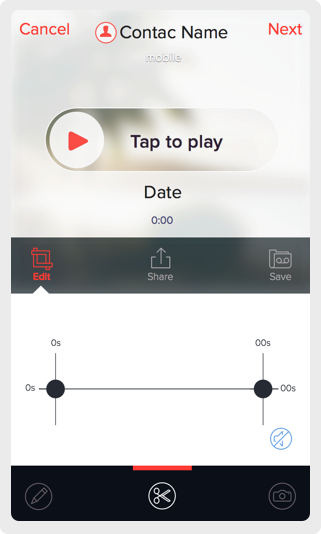 Cancel
Contac Name
Next
mobile
Tap to play
Date
0:00
Edit
Share
Save
0s
00s
0s
00s